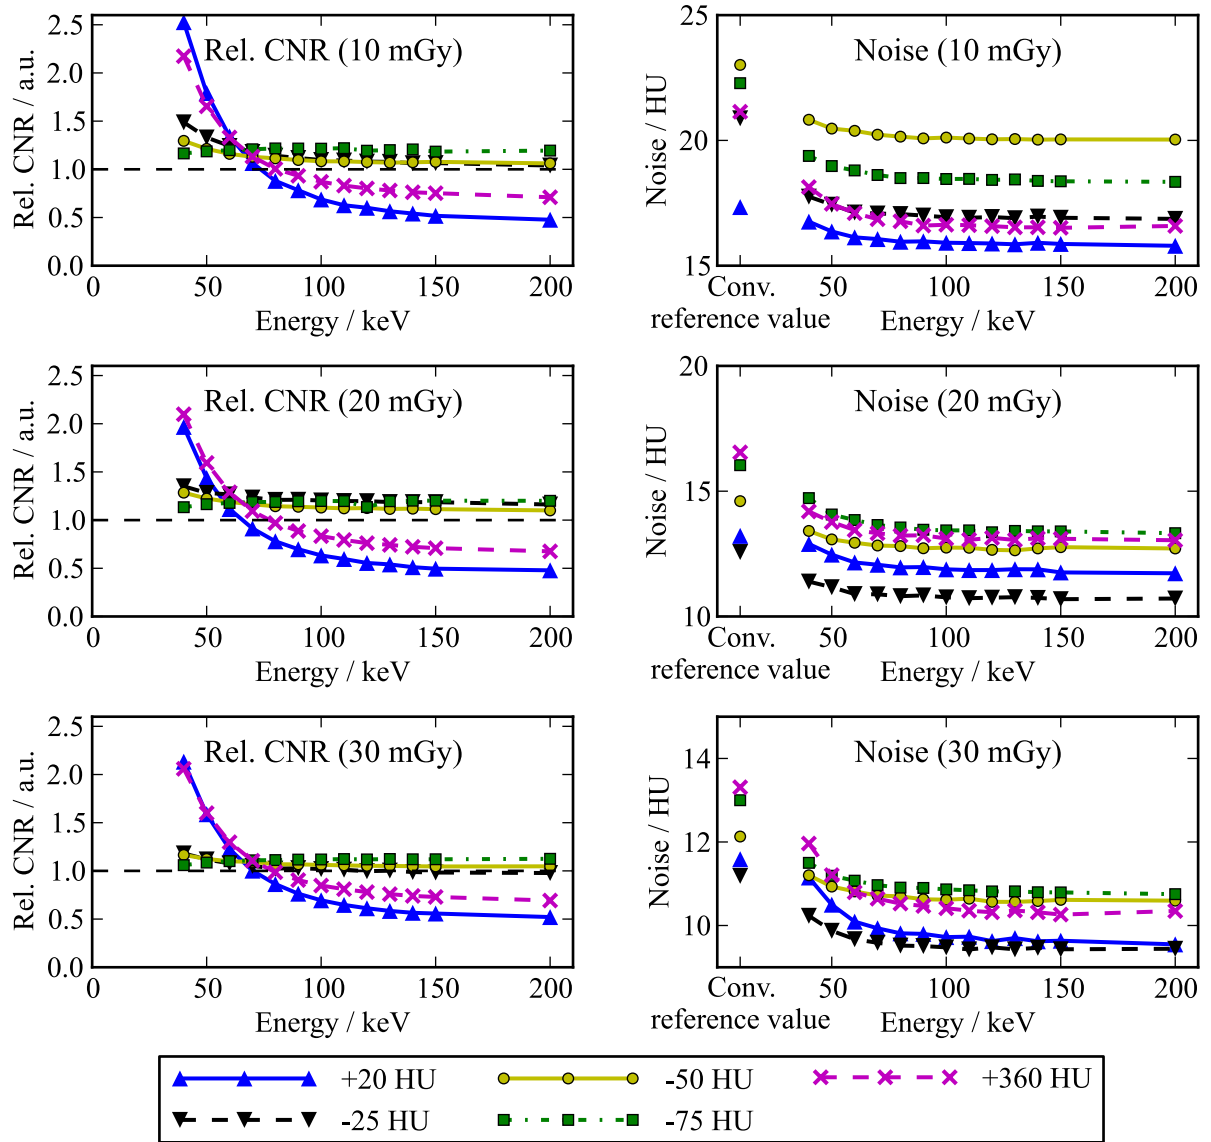 Rel. CNR (10 mGy)
Rel. CNR / a.u.
2.5
2.0
1.5
1.0
0.5
0.0
0 50 100 150 200
Energy / keV
Noise (10 mGy)
Noise / HU
25
20
15
Conv. 50 100 150 200
reference value Energy / keV
Rel. CNR (20 mGy)
Rel. CNR / a.u.
2.5
2.0
1.5
1.0
0.5
0.0
0 50 100 150 200
Energy / keV
Noise (20 mGy)
Noise / HU
20
15
10
Conv. 50 100 150 200
reference value Energy / keV
Rel. CNR (30 mGy)
Rel. CNR / a.u.
2.5
2.0
1.5
1.0
0.5
0.0
0 50 100 150 200
Energy / keV
Noise (30 mGy)
Noise / HU
14
12
10
Conv. 50 100 150 200
reference value Energy / keV
+20 HU -50 HU +360 HU
-25 HU -75 HU